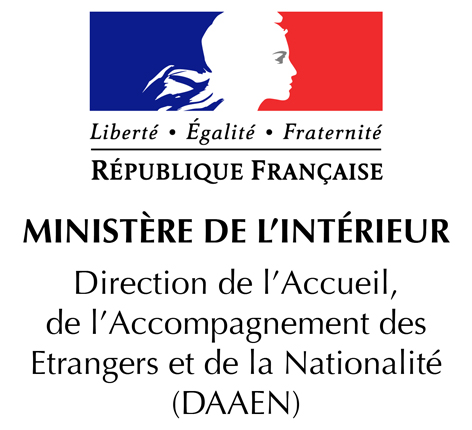 Liberté • Égalité • Fraternité
RÉPUBLIQUE FRANÇAISE
MINISTÈRE DE L’INTÉRIEUR
Direction de l’Accueil,
de l’Accompagnement des
Etrangers et de la Nationalité
(DAAEN)